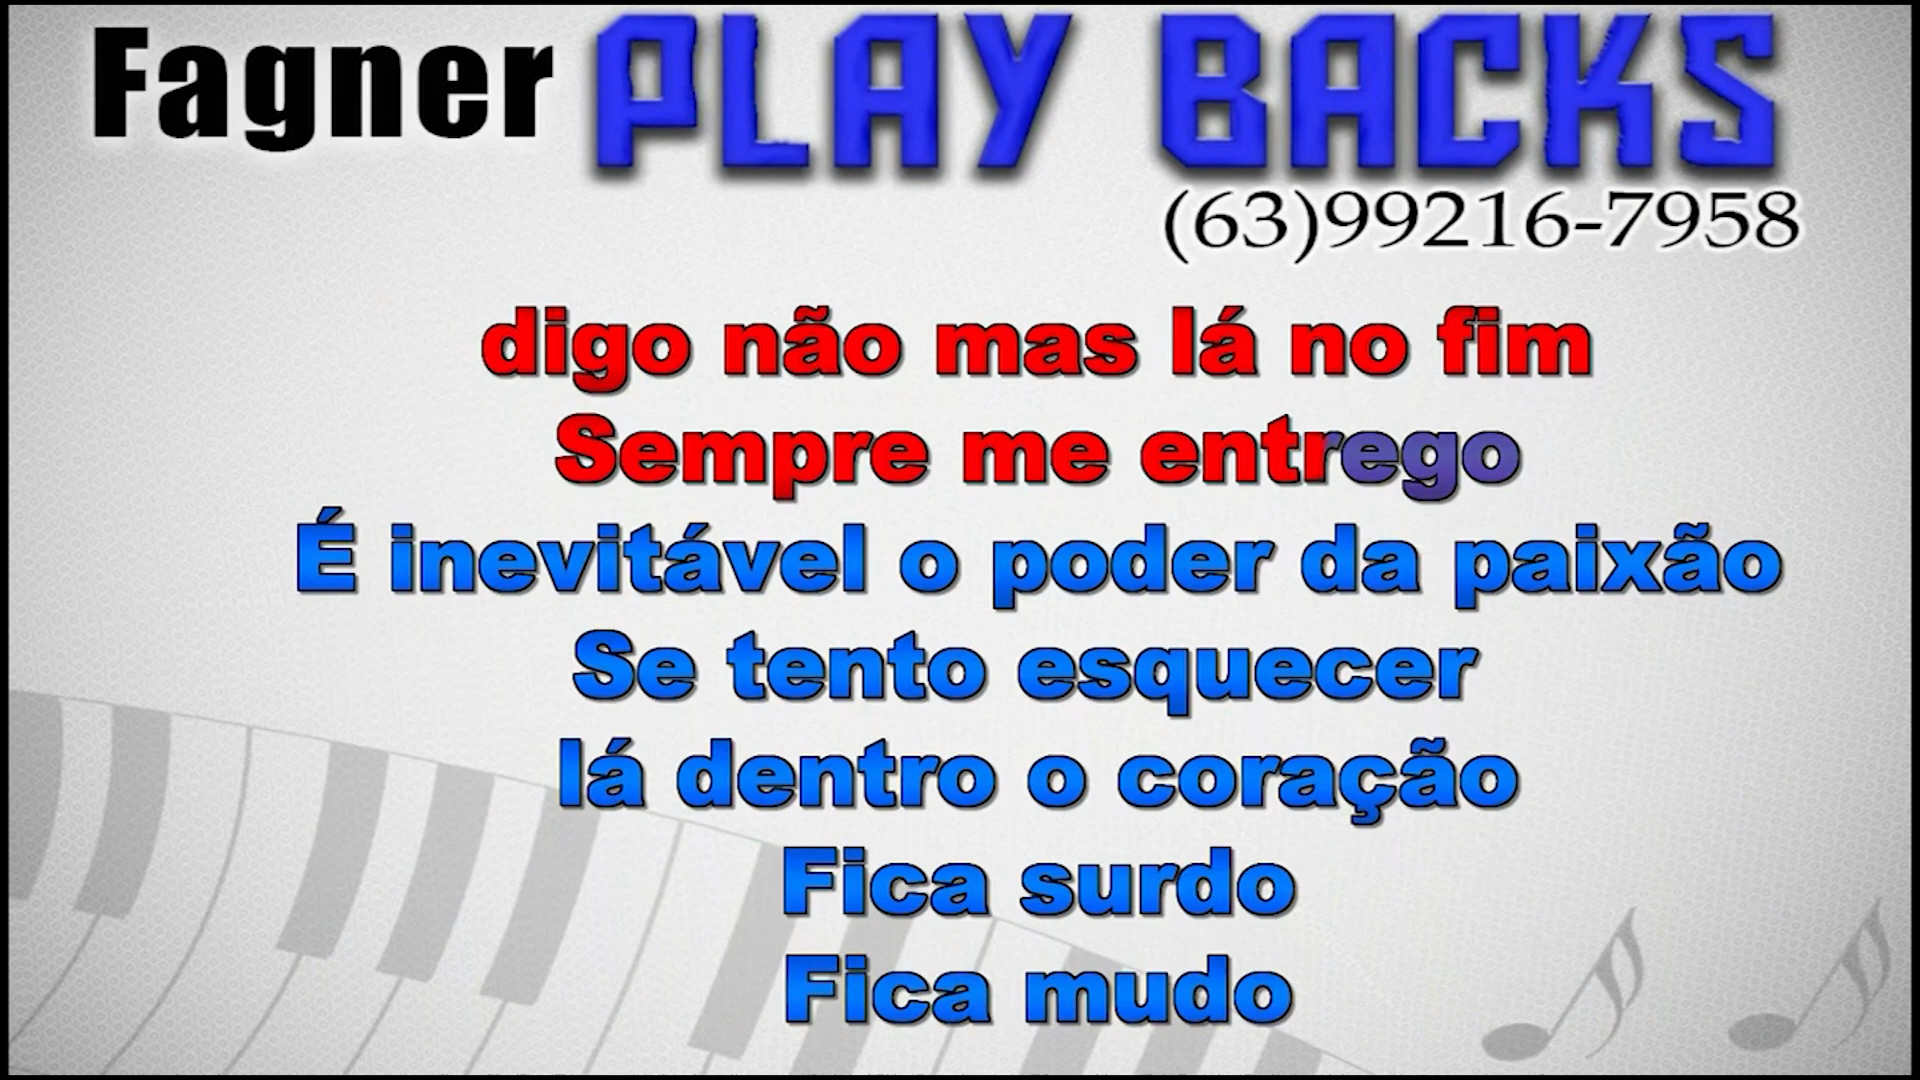 Fagner PLAY BACKS
(63)99216-7958
digo não mas lá no fim
Sempre me entrego
É inevitável o poder da paixão
Se tento esquecer
lá dentro o coração
Fica surdo
Fica mudo